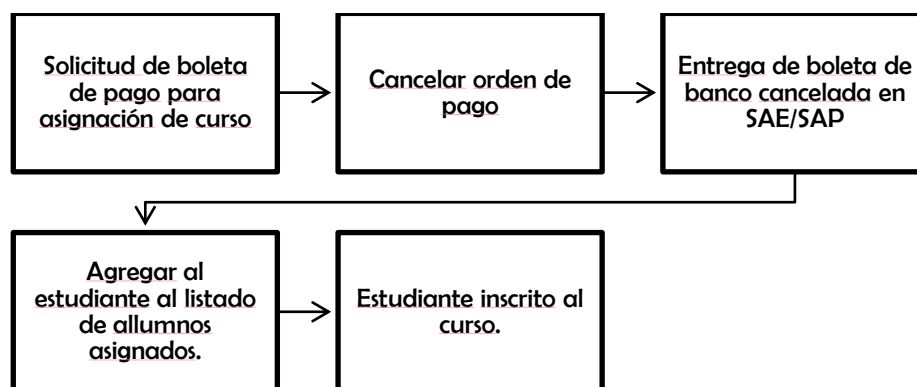 Solicitud de boleta
de pago para
asignación de curso
Cancelar orden de
pago
Entrega de boleta de
banco cancelada en
SAE/SAP
Agregar al
estudiante al listado
de allumnos
asignados.
Estudiante inscrito al
curso.